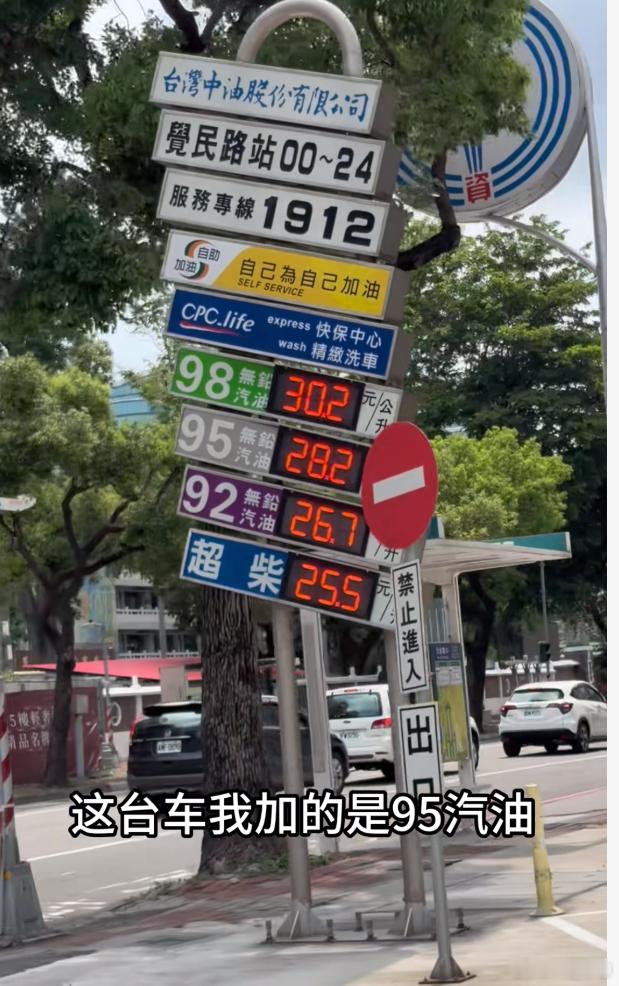 台灣中油股份有限公司
覺民路站00~24
服務專線1912
自助
加油
自己為自己加油
SELF SERVICE
資
CPC.life express 快保中心
wash 精緻洗車
98 無鉛汽油 30.2 元/公升
95 無鉛汽油 28.2
92 無鉛汽油 26.7 /升
超柴 25.5 元/
禁止進入
出
这台车我加的是95汽油